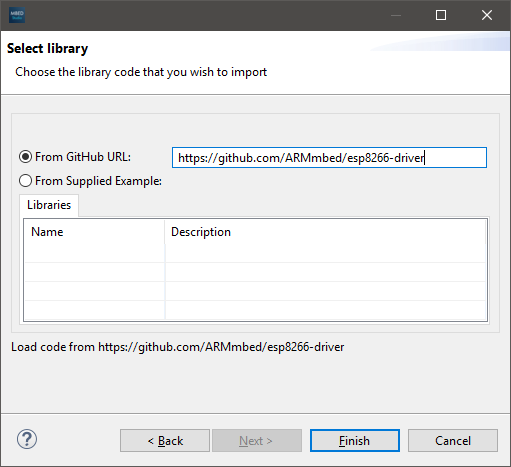 MBED
Select library
Choose the library code that you wish to import
From GitHub URL:
https://github.com/ARMmbed/esp8266-driver
From Supplied Example:
Libraries
Name
Description
Load code from https://github.com/ARMmbed/esp8266-driver
?
< Back
Next >
Finish
Cancel